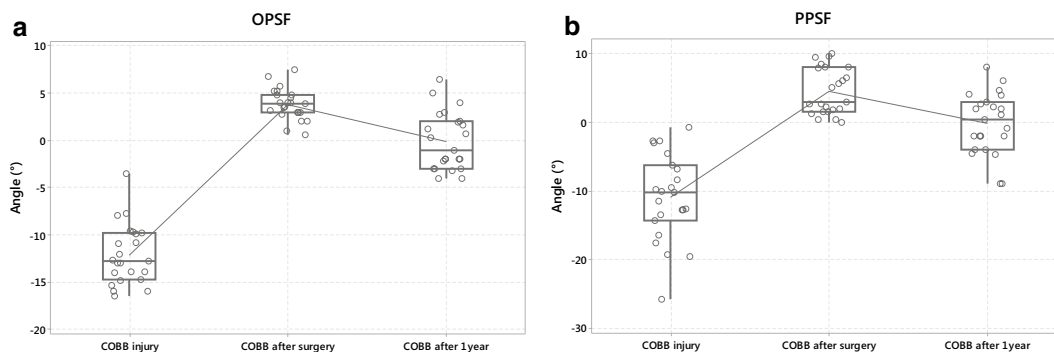 a
OPSF
10
5
0
-5
-10
-15
-20
Angle (°)
COBB injury
COBB after surgery
COBB after 1year
b
PPSF
10
0
-10
-20
-30
Angle (°)
COBB injury
COBB after surgery
COBB after 1year